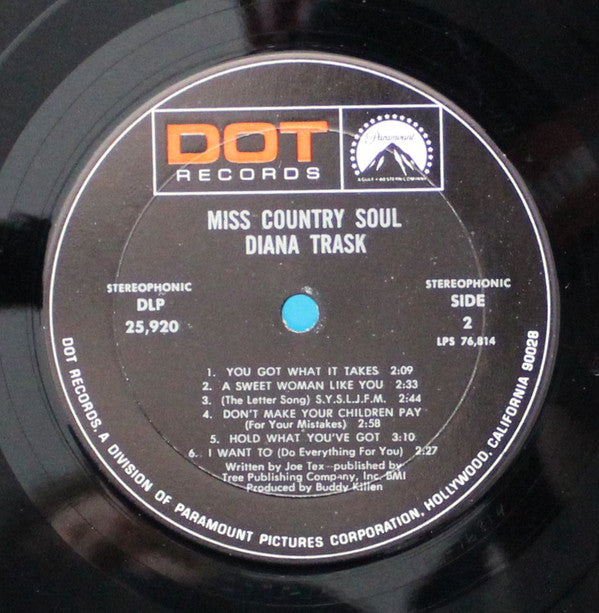 DOT
RECORDS
Paramount
A GULF + WESTERN COMPANY
MISS COUNTRY SOUL
DIANA TRASK
STEREOPHONIC
DLP
25,920
STEREOPHONIC
SIDE
2
LPS 76,814
1. YOU GOT WHAT IT TAKES 2:09
2. A SWEET WOMAN LIKE YOU 2:33
3. (The Letter Song) S.Y.S.L.J.F.M. 2:44
4. DON'T MAKE YOUR CHILDREN PAY
(For Your Mistakes) 2:58
5. HOLD WHAT YOU'VE GOT 3:10
6. I WANT TO (Do Everything For You) 2:27
Written by Joe Tex--published by
Tree Publishing Company, Inc. BMI
Produced by Buddy Killen
DOT RECORDS, A DIVISION OF PARAMOUNT PICTURES CORPORATION, HOLLYWOOD, CALIFORNIA 90028